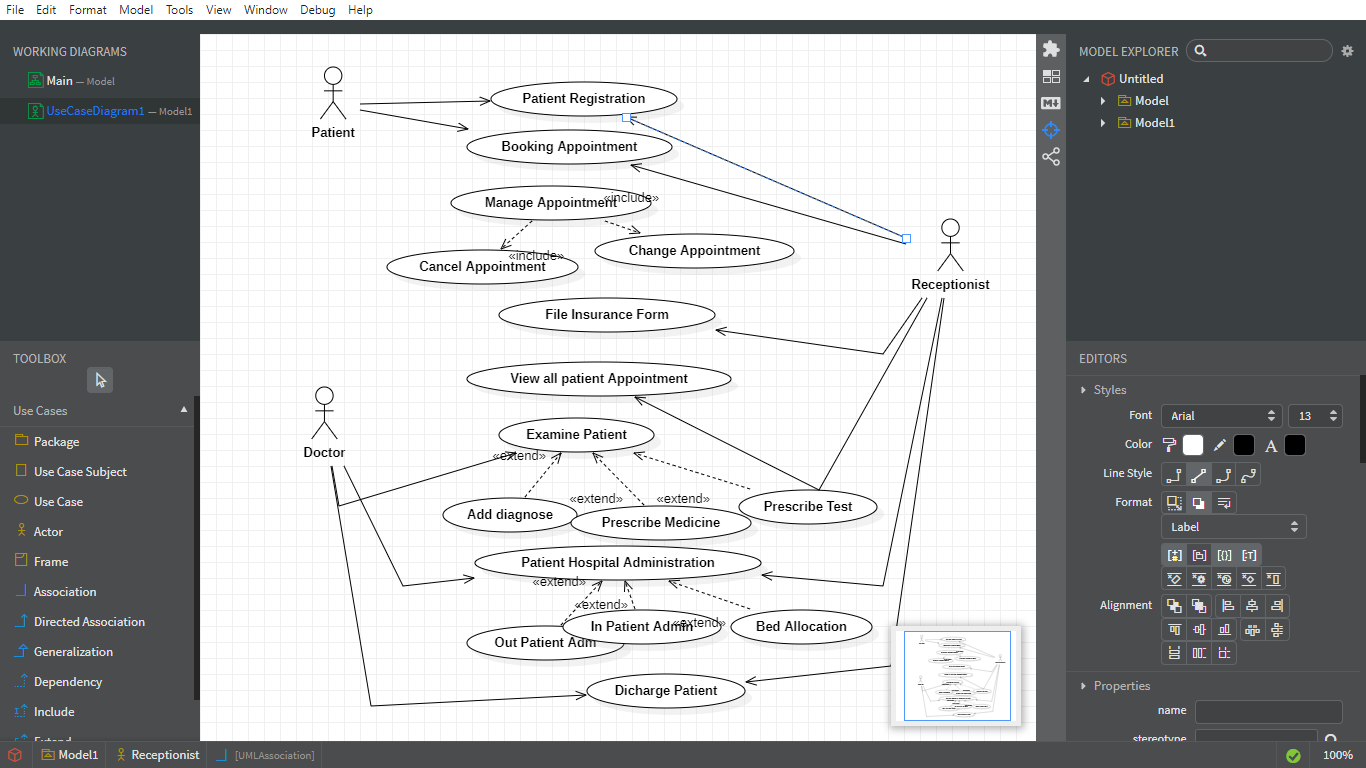 File Edit Format Model Tools View Window Debug Help
WORKING DIAGRAMS
Main — Model
UseCaseDiagram1 — Model1
TOOLBOX
Use Cases
Package
Use Case Subject
Use Case
Actor
Frame
Association
Directed Association
Generalization
Dependency
Include
Extend
Patient
Patient Registration
Booking Appointment
Manage Appointment
«include»
Change Appointment
«include»
Cancel Appointment
Receptionist
File Insurance Form
View all patient Appointment
Doctor
Examine Patient
«extend»
«extend»
«extend»
Add diagnose
Prescribe Medicine
Prescribe Test
Patient Hospital Administration
«extend»
«extend»
«extend»
In Patient Admin
Bed Allocation
Out Patient Adm
Dicharge Patient
M↓
MODEL EXPLORER
Untitled
Model
Model1
EDITORS
Styles
Font Arial 13
Color A
Line Style
Format
Label
Alignment
Properties
name
stereotype
Model1 Receptionist [UMLAssociation] 100%